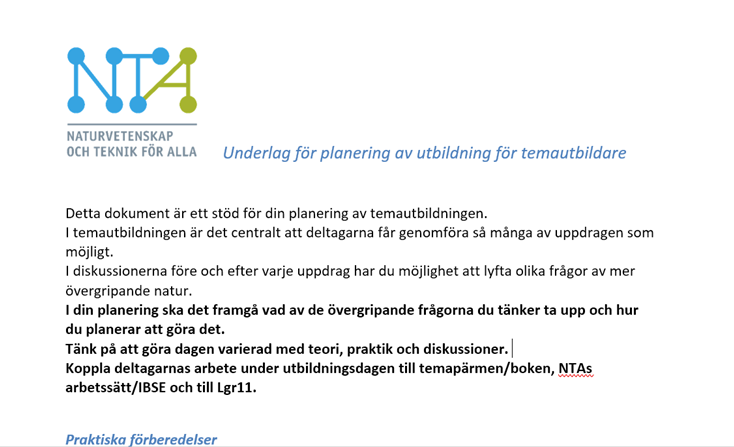 NTA
NATURVETENSKAP
OCH TEKNIK FÖR ALLA
Underlag för planering av utbildning för temautbildare
Detta dokument är ett stöd för din planering av temautbildningen.
I temautbildningen är det centralt att deltagarna får genomföra så många av uppdragen som
möjligt.
I diskussionerna före och efter varje uppdrag har du möjlighet att lyfta olika frågor av mer
övergripande natur.
I din planering ska det framgå vad av de övergripande frågorna du tänker ta upp och hur
du planerar att göra det.
Tänk på att göra dagen varierad med teori, praktik och diskussioner.
Koppla deltagarnas arbete under utbildningsdagen till temapärmen/boken, NTAs
arbetssätt/IBSE och till Lgr11.
Praktiska förberedelser